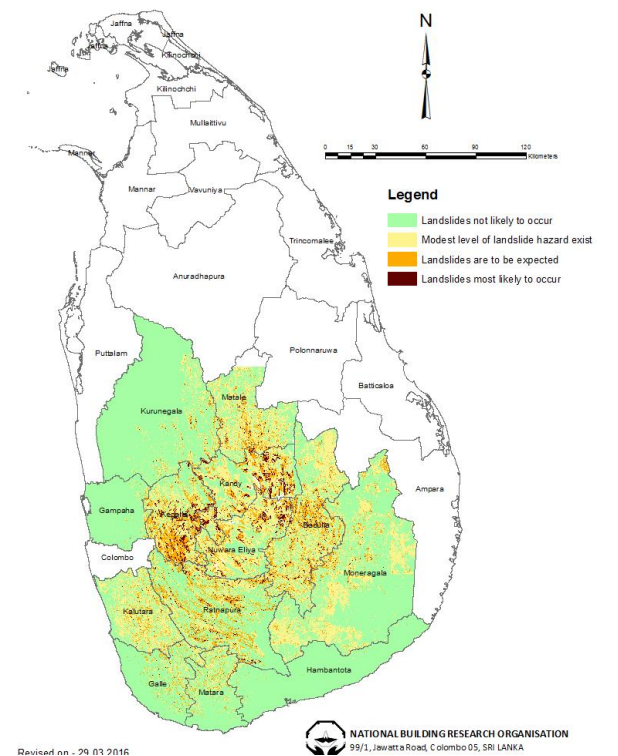 N
Jaffna
Jaffna
Jaffna
Kilinochchi
Jaffna
Kilinochchi
Mullaittivu
0 15 30 60 90 120
Kilometers
Mannar
Mannar
Vavuniya
Legend
Landslides not likely to occur
Modest level of landslide hazard exist
Landslides are to be expected
Landslides most likely to occur
Trincomalee
Anuradhapura
Puttalam
Polonnaruwa
Batticaloa
Matale
Kurunegala
Kandy
Ampara
Gampaha
Kegalle
Badulla
Colombo
Nuwara Eliya
Moneragala
Kalutara
Ratnapura
Hambantota
Galle
Matara
NATIONAL BUILDING RESEARCH ORGANISATION
99/1, Jawatta Road, Colombo 05, SRI LANKA
Revised on - 29.03.2016